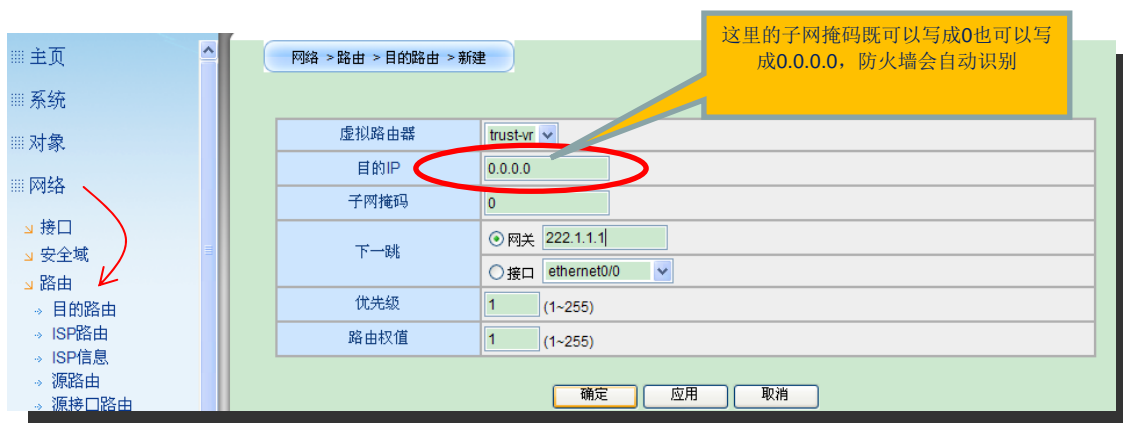 这里的子网掩码既可以写成0也可以写
成0.0.0.0，防火墙会自动识别
主页
系统
对象
网络
接口
安全域
路由
目的路由
ISP路由
ISP信息
源路由
源接口路由
网络 >路由 >目的路由 >新建
虚拟路由器 trust-vr
目的IP 0.0.0.0
子网掩码 0
下一跳
网关 222.1.1.1
接口 ethernet0/0
优先级 1 (1~255)
路由权值 1 (1~255)
确定 应用 取消